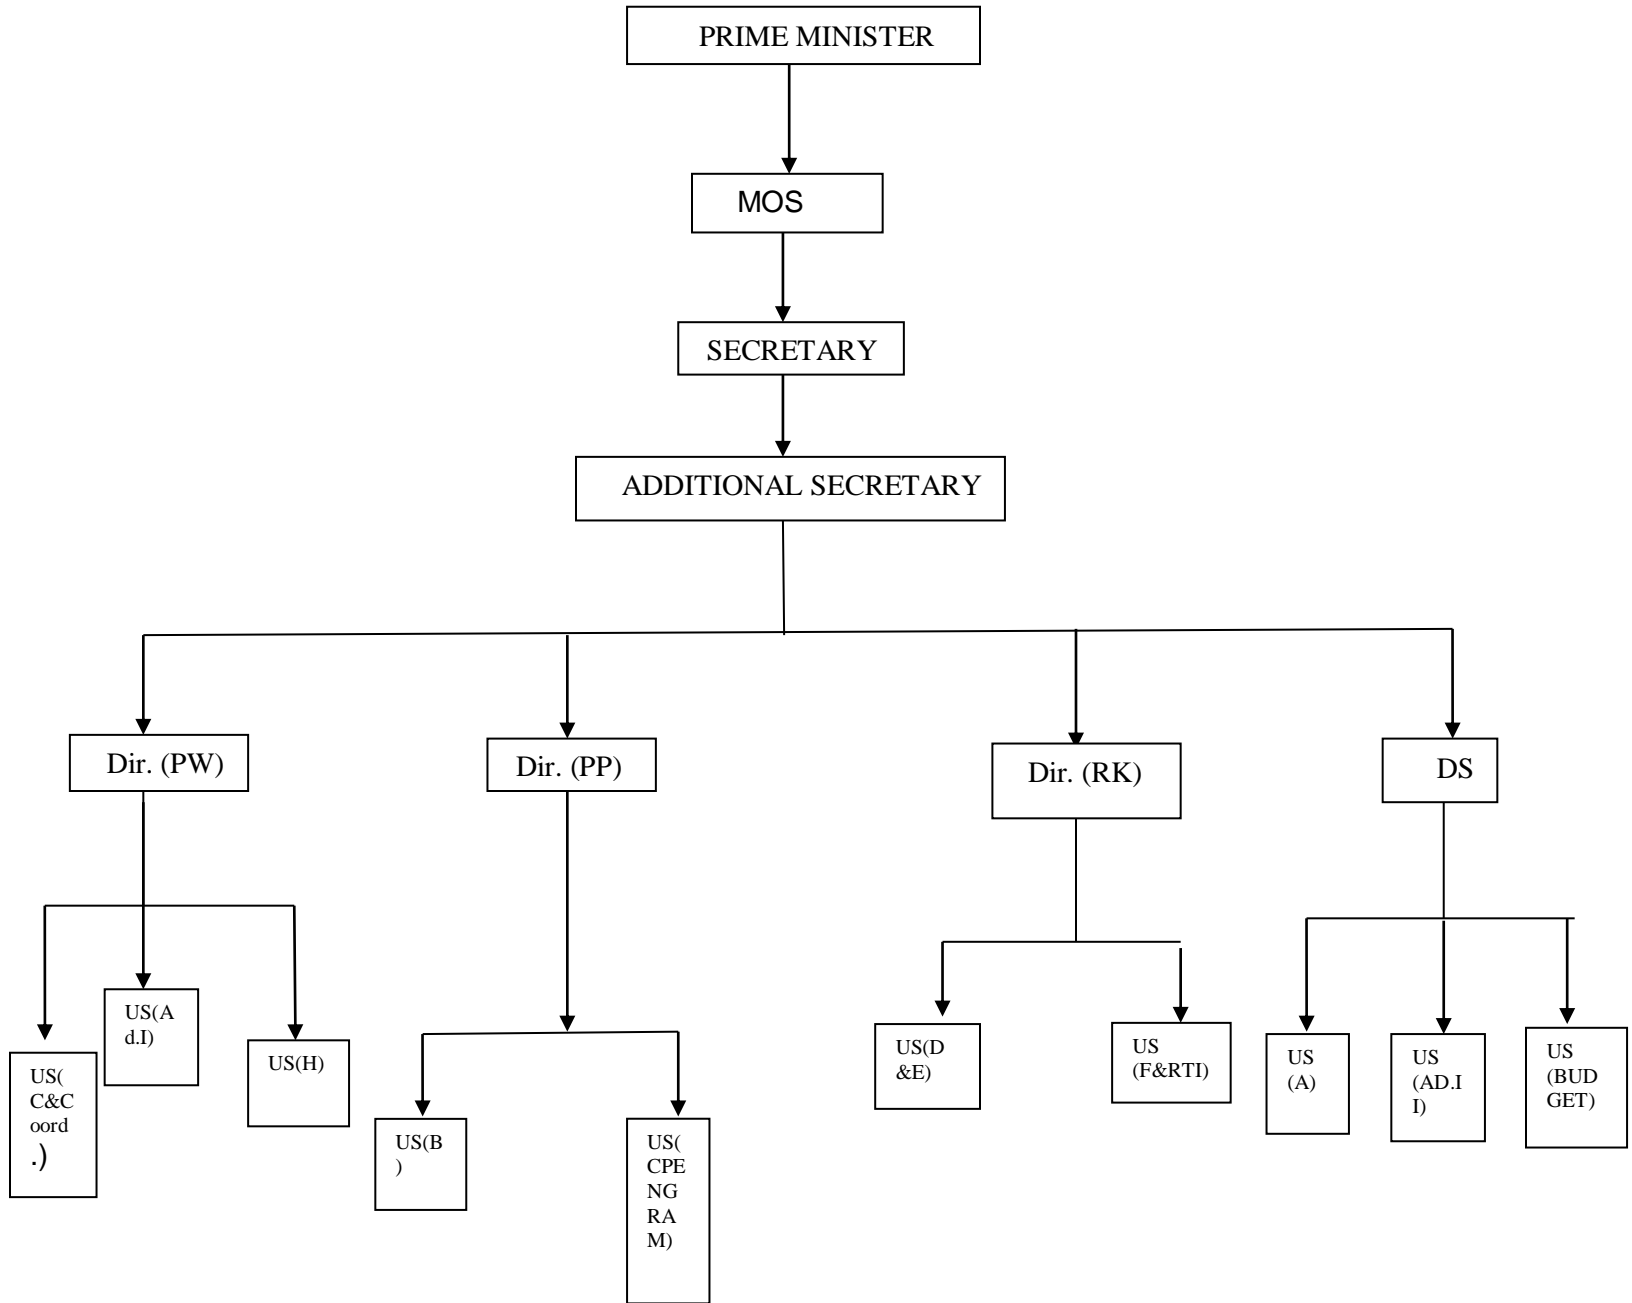 PRIME MINISTER
MOS
SECRETARY
ADDITIONAL SECRETARY
Dir. (PW)
Dir. (PP)
Dir. (RK)
DS
US(
C&C
oord
.)
US(A
d.I)
US(H)
US(B
)
US(
CPE
NG
RA
M)
US(D
&E)
US
(F&RTI)
US
(A)
US
(AD.I
I)
US
(BUD
GET)